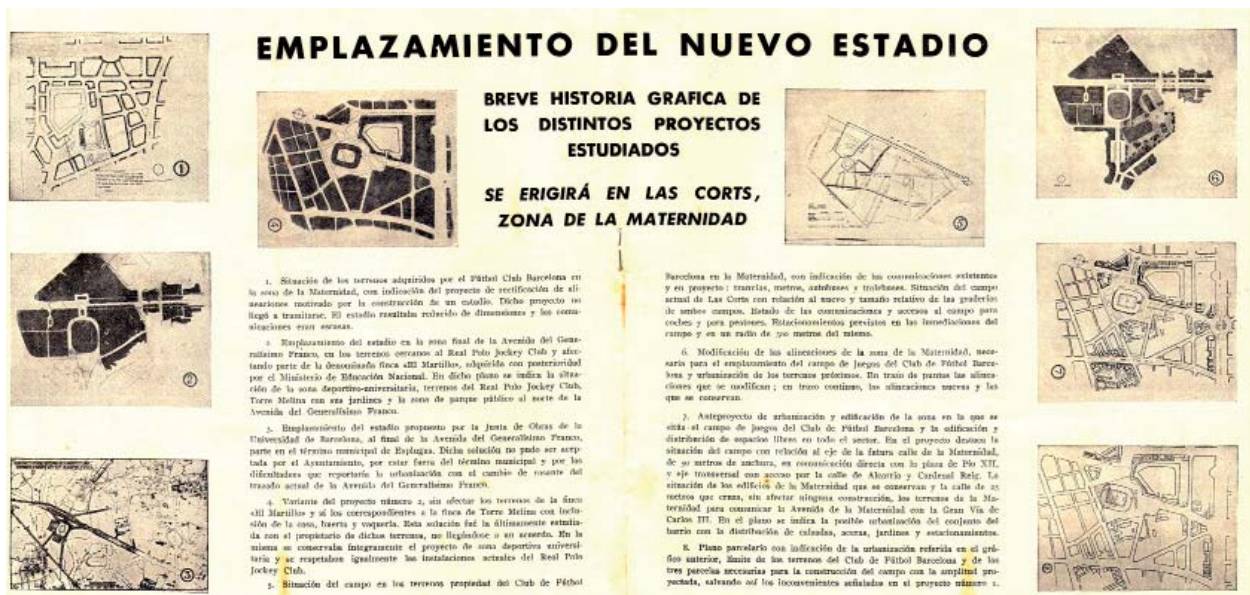 EMPLAZAMIENTO DEL NUEVO ESTADIO
BREVE HISTORIA GRAFICA DE
LOS DISTINTOS PROYECTOS
ESTUDIADOS
SE ERIGIRÁ EN LAS CORTS,
ZONA DE LA MATERNIDAD
1. Situación de los terrenos adquiridos por el Fútbol Club Barcelona en
la zona de la Maternidad, con indicación del proyecto de rectificación de ali-
neaciones motivado por la construcción de un estadio. Dicho proyecto no
llegó a tramitarse. El estadio resultaba reducido de dimensiones y las comu-
nicaciones eran escasas.
2. Emplazamiento del estadio en la zona final de la Avenida del Gene-
ralísimo Franco, en los terrenos cercanos al Real Polo Jockey Club y afec-
tando parte de la denominada finca «El Martillo», adquirida con posterioridad
por el Ministerio de Educación Nacional. En dicho plano se indica la situa-
ción de la zona deportivo-universitaria, terrenos del Real Polo Jockey Club,
Torre Melina con sus jardines y la zona de parque público al norte de la
Avenida del Generalísimo Franco.
3. Emplazamiento del estadio propuesto por la Junta de Obras de la
Universidad de Barcelona, al final de la Avenida del Generalísimo Franco,
parte en el término municipal de Esplugas. Dicha solución no pudo ser acep-
tada por el Ayuntamiento, por estar fuera del término municipal y por las
dificultades que reportaría la urbanización con el cambio de rasante del
trazado actual de la Avenida del Generalísimo Franco.
4. Variante del proyecto número 2, sin afectar los terrenos de la finca
«El Martillo» y sí los correspondientes a la finca de Torre Melina con inclu-
sión de la casa, huerta y vaquería. Esta solución fué la últimamente estudia-
da con el propietario de dichos terrenos, no llegándose a un acuerdo. En la
misma se conservaba íntegramente el proyecto de zona deportiva universi-
taria y se respetaban igualmente las instalaciones actuales del Real Polo
Jockey Club.
5. Situación del campo en los terrenos propiedad del Club de Fútbol
Barcelona en la Maternidad, con indicación de las comunicaciones existentes
y en proyecto: tranvías, metros, autobuses y trolebuses. Situación del campo
actual de Las Corts con relación al nuevo y tamaño relativo de las graderías
de ambos campos. Estado de las comunicaciones y accesos al campo para
coches y para peatones. Estacionamientos previstos en las inmediaciones del
campo y en un radio de 500 metros del mismo.
6. Modificación de las alineaciones de la zona de la Maternidad, nece-
saria para el emplazamiento del campo de juegos del Club de Fútbol Barce-
lona y urbanización de los terrenos próximos. En trazo de puntos las alinea-
ciones que se modifican; en trazo continuo, las alineaciones nuevas y las
que se conservan.
7. Anteproyecto de urbanización y edificación de la zona en la que se
sitúa el campo de juegos del Club de Fútbol Barcelona y la edificación y
distribución de espacios libres en todo el sector. En el proyecto destaca la
situación del campo con relación al eje de la futura calle de la Maternidad,
de 30 metros de anchura, en comunicación directa con la plaza de Pío XII,
y eje transversal con acceso por la calle de Alcorio y Cardenal Reig. La
situación de los edificios de la Maternidad que se conservan y la calle de 25
metros que cruza, sin afectar ninguna construcción, los terrenos de la Ma-
ternidad para comunicar la Avenida de la Maternidad con la Gran Vía de
Carlos III. En el plano se indica la posible urbanización del conjunto del
barrio con la distribución de calzadas, aceras, jardines y estacionamientos.
8. Plano parcelario con indicación de la urbanización referida en el grá-
fico anterior, límite de los terrenos del Club de Fútbol Barcelona y de las
tres parcelas necesarias para la construcción del campo con la amplitud pro-
yectada, salvando así los inconvenientes señalados en el proyecto número 1.
1
2
3
4
5
6
7
8